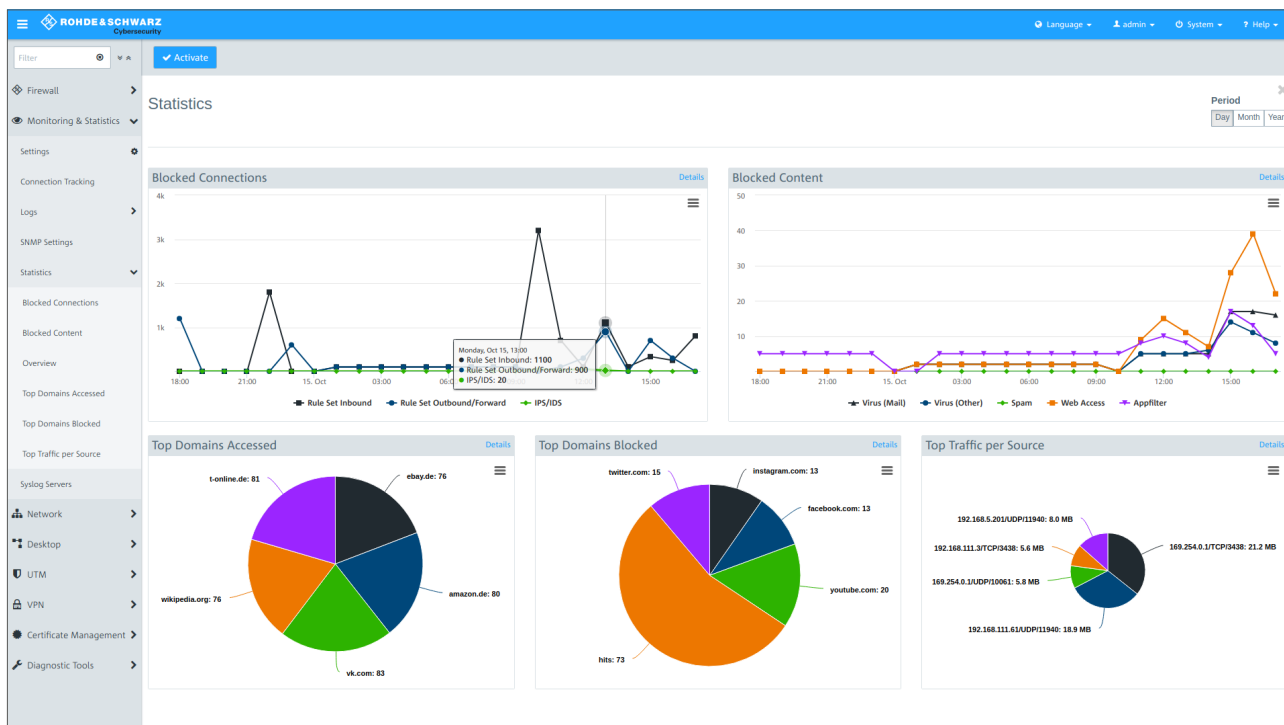 ROHDE & SCHWARZ
Cybersecurity
Language
admin
System
? Help
Filter
Activate
Firewall
Monitoring & Statistics
Settings
Connection Tracking
Logs
SNMP Settings
Statistics
Blocked Connections
Blocked Content
Overview
Top Domains Accessed
Top Domains Blocked
Top Traffic per Source
Syslog Servers
Network
Desktop
UTM
VPN
Certificate Management
Diagnostic Tools
Statistics
Period
Day Month Year
Blocked Connections Details
4k
3k
2k
1k
Monday, Oct 15, 13:00
Rule Set Inbound: 1100
Rule Set Outbound/Forward: 900
IPS/IDS: 20
18:00 21:00 15. Oct 03:00 15:00
Rule Set Inbound Rule Set Outbound/Forward IPS/IDS
Blocked Content Details
50
40
30
20
10
18:00 21:00 15. Oct 03:00 06:00 09:00 12:00 15:00
Virus (Mail) Virus (Other) Spam Web Access Appfilter
Top Domains Accessed Details
t-online.de: 81
ebay.de: 76
wikipedia.org: 76
amazon.de: 80
vk.com: 83
Top Domains Blocked Details
twitter.com: 15
instagram.com: 13
facebook.com: 13
youtube.com: 20
hits: 73
Top Traffic per Source Details
192.168.5.201/UDP/11940: 8.0 MB
192.168.111.3/TCP/3438: 5.6 MB
169.254.0.1/TCP/3438: 21.2 MB
169.254.0.1/UDP/10061: 5.8 MB
192.168.111.61/UDP/11940: 18.9 MB